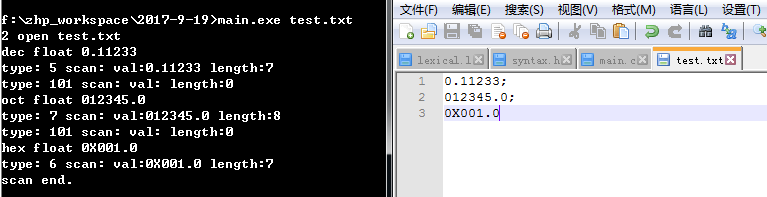 f:\zhp_workspace\2017-9-19>main.exe test.txt
2 open test.txt
dec float 0.11233
type: 5 scan: val:0.11233 length:7
type: 101 scan: val: length:0
oct float 012345.0
type: 7 scan: val:012345.0 length:8
type: 101 scan: val: length:0
hex float 0X001.0
type: 6 scan: val:0X001.0 length:7
scan end.
文件(F) 编辑(E) 搜索(S) 视图(V) 格式(M) 语言(L) 设置(T)
lexical.l syntax.h main.c test.txt
1 0.11233;
2 012345.0;
3 0X001.0